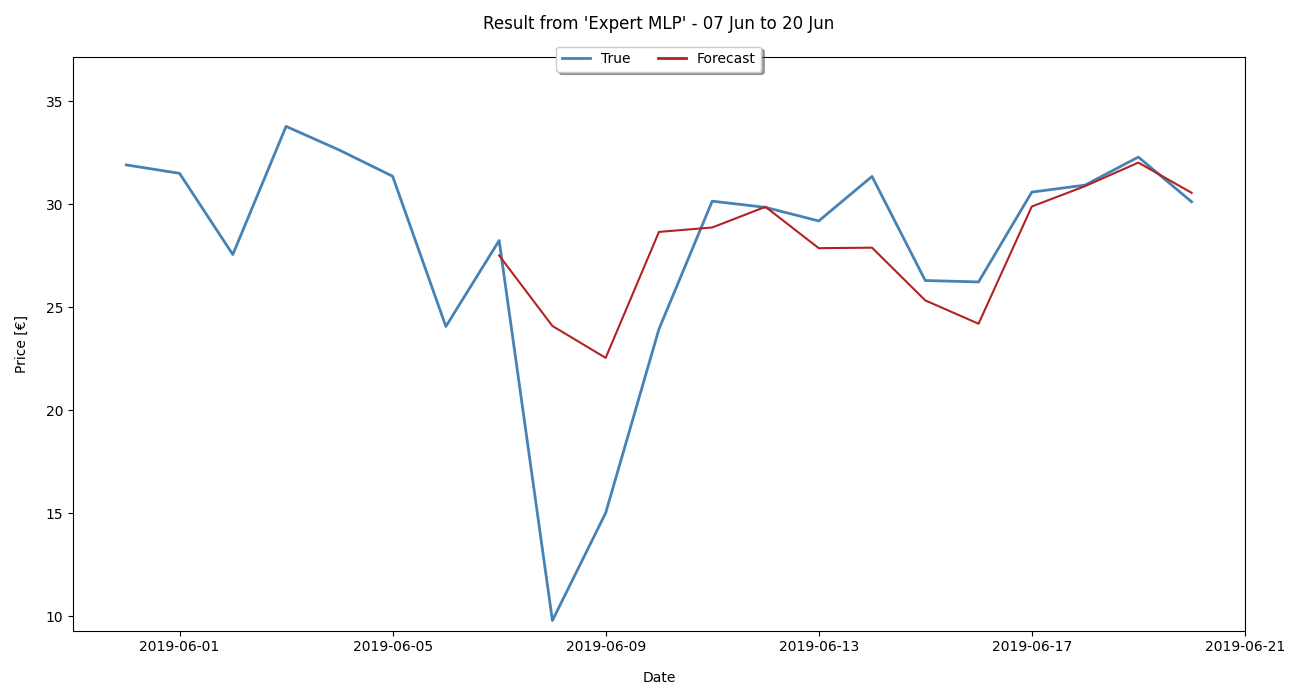 Result from 'Expert MLP' - 07 Jun to 20 Jun
True Forecast
35
30
25
20
15
10
Price [€]
2019-06-01 2019-06-05 2019-06-09 2019-06-13 2019-06-17 2019-06-21
Date